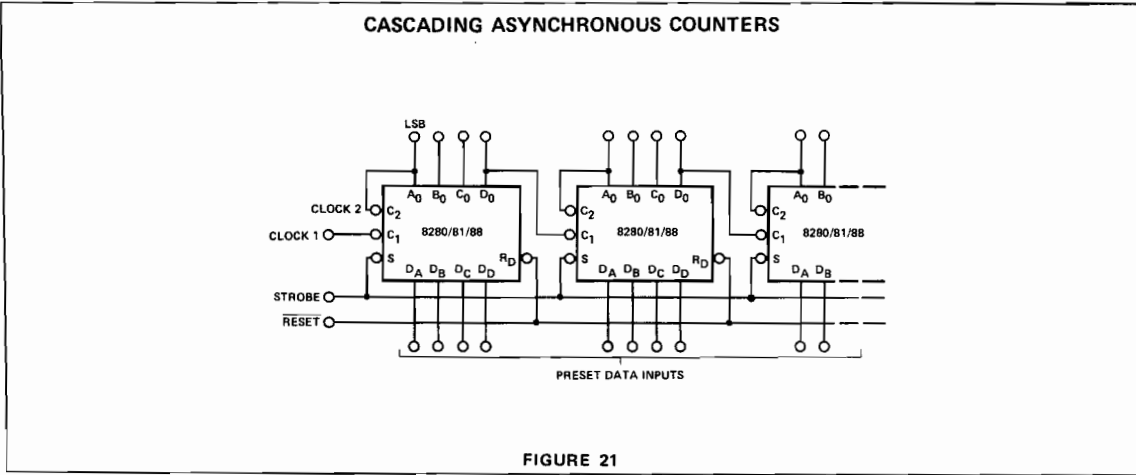 CASCADING ASYNCHRONOUS COUNTERS
LSB
A0 B0 C0 D0 A0 B0 C0 D0 A0 B0
CLOCK 2 C2 C2 C2
CLOCK 1 C1 8280/81/88 C1 8280/81/88 C1 8280/81/88
S RD S RD S
DA DB DC DD DA DB DC DD DA DB
STROBE
RESET
PRESET DATA INPUTS
FIGURE 21